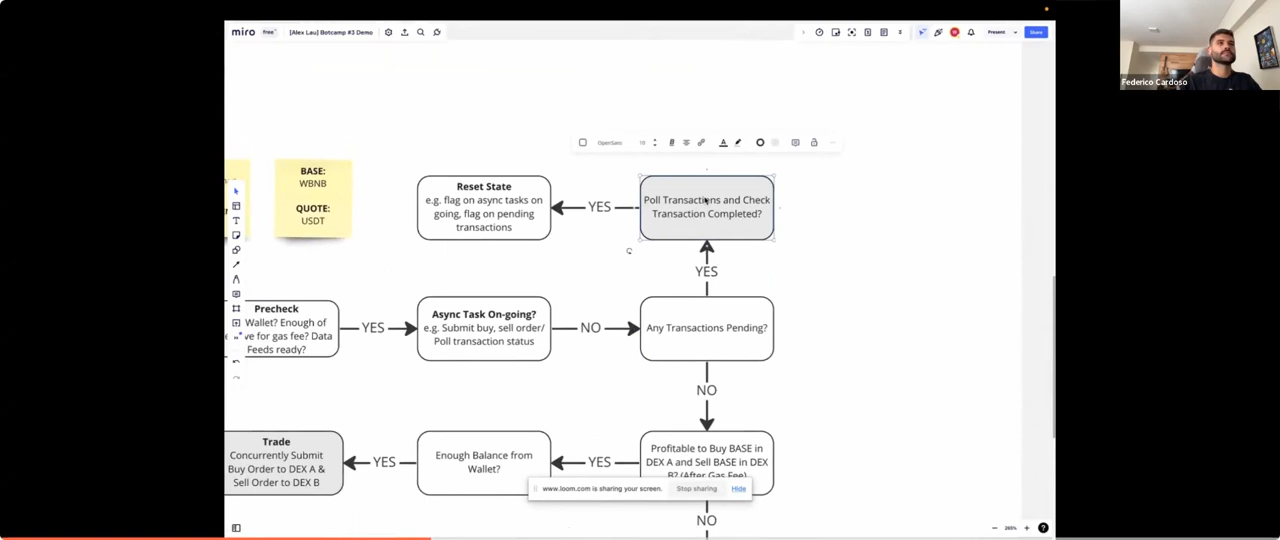 miro free [Alex Lau] Botcamp #3 Demo
Present Share
Federico Cardoso
OpenSans
BASE:
WBNB
QUOTE:
USDT
Reset State
e.g. flag on async tasks on
going, flag on pending
transactions
YES
Poll Transactions and Check
Transaction Completed?
YES
Precheck
Wallet? Enough of
ve for gas fee? Data
Feeds ready?
YES
Async Task On-going?
e.g. Submit buy, sell order/
Poll transaction status
NO
Any Transactions Pending?
NO
Trade
Concurrently Submit
Buy Order to DEX A &
Sell Order to DEX B
YES
Enough Balance from
Wallet?
YES
Profitable to Buy BASE in
DEX A and Sell BASE in DEX
B? (After Gas Fee)
www.loom.com is sharing your screen. Stop sharing Hide
NO